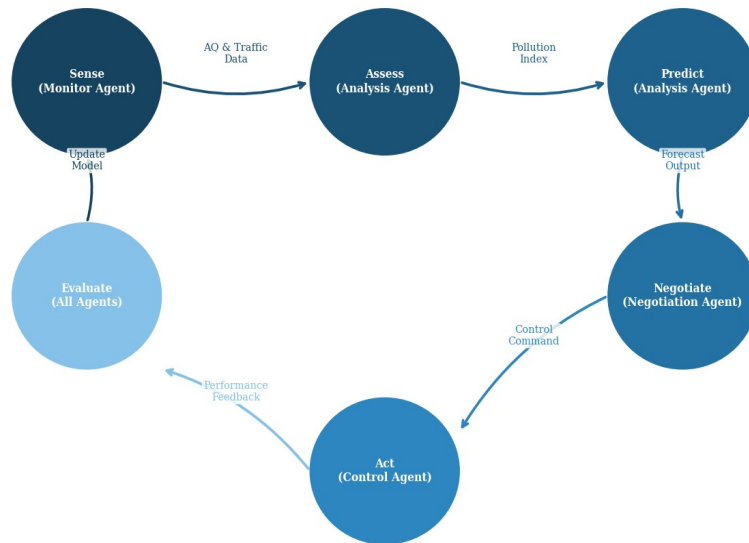 Sense
(Monitor Agent)
AQ & Traffic
Data
Assess
(Analysis Agent)
Pollution
Index
Predict
(Analysis Agent)
Update
Model
Forecast
Output
Evaluate
(All Agents)
Negotiate
(Negotiation Agent)
Control
Command
Performance
Feedback
Act
(Control Agent)